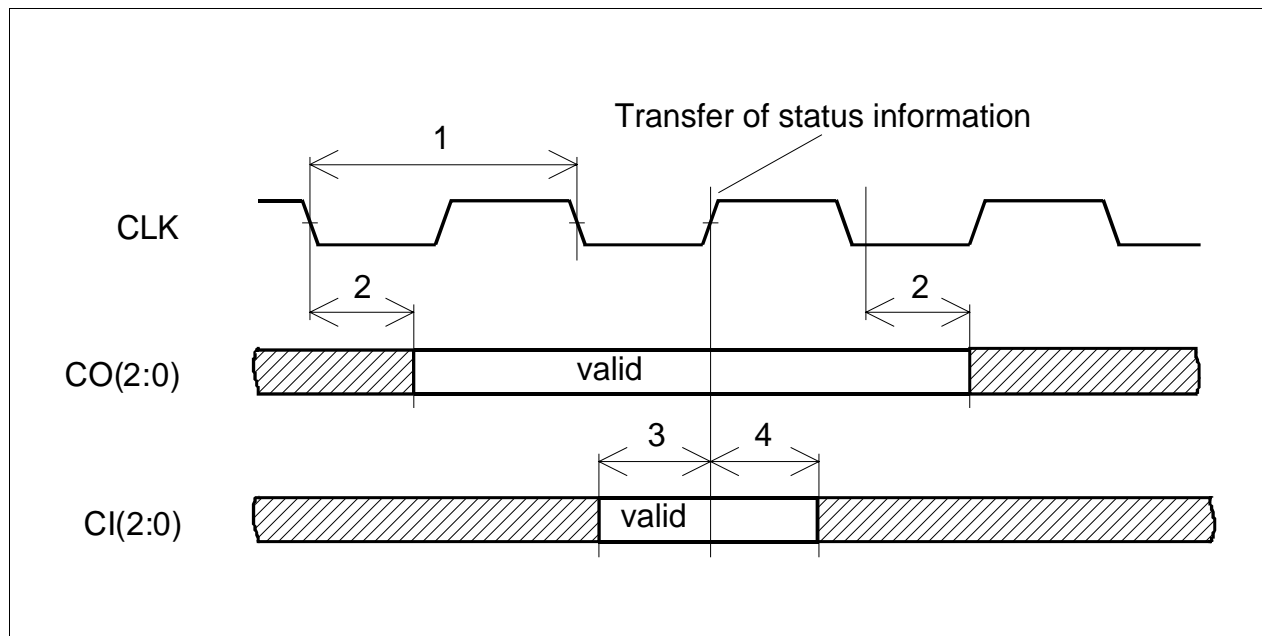 Transfer of status information
1
CLK
2
2
CO(2:0)
valid
3
4
CI(2:0)
valid